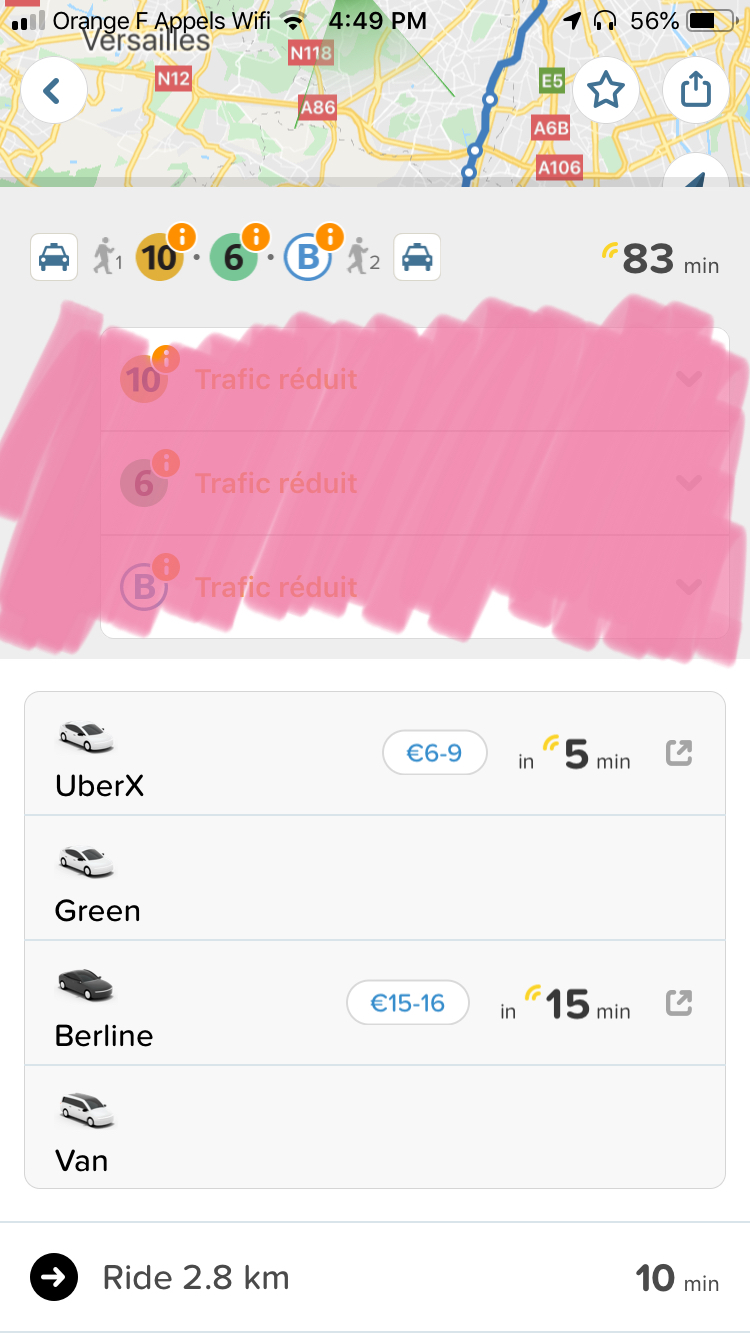 Orange F Appels Wifi 4:49 PM 56%
Versailles
N118
N12
E5
A86
A6B
A106
1 10 6 B 2 83 min
10 Trafic réduit
6 Trafic réduit
B Trafic réduit
€6-9 in 5 min
UberX
Green
€15-16 in 15 min
Berline
Van
Ride 2.8 km 10 min